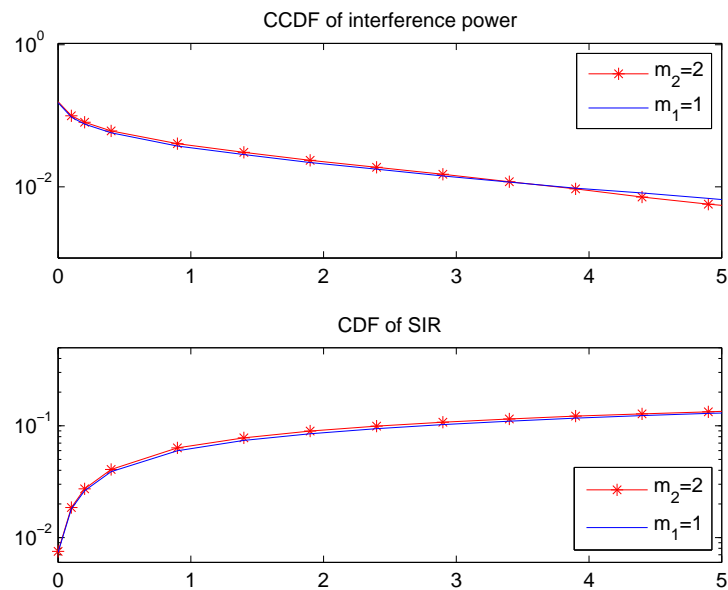 CCDF of interference power
10^0
10^-2
m_2=2
m_1=1
0 1 2 3 4 5
CDF of SIR
10^-1
10^-2
m_2=2
m_1=1
0 1 2 3 4 5